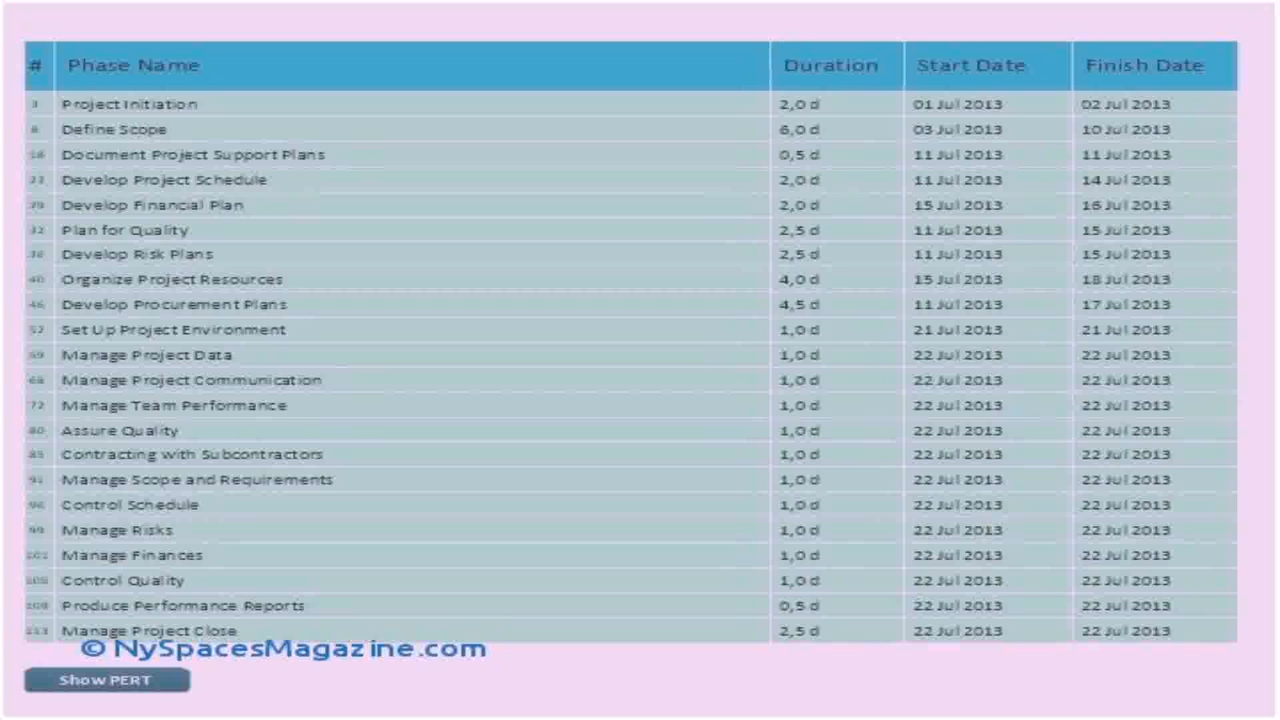 # Phase Name Duration Start Date Finish Date
3 Project Initiation 2,0 d 01 Jul 2013 02 Jul 2013
Define Scope 6,0 d 03 Jul 2013 10 Jul 2013
Document Project Support Plans 0,5 d 11 Jul 2013 11 Jul 2013
Develop Project Schedule 2,0 d 11 Jul 2013 14 Jul 2013
Develop Financial Plan 2,0 d 15 Jul 2013 16 Jul 2013
Plan for Quality 2,5 d 11 Jul 2013 15 Jul 2013
Develop Risk Plans 2,5 d 11 Jul 2013 15 Jul 2013
40 Organize Project Resources 4,0 d 15 Jul 2013 18 Jul 2013
46 Develop Procurement Plans 4,5 d 11 Jul 2013 17 Jul 2013
Set Up Project Environment 1,0 d 21 Jul 2013 21 Jul 2013
Manage Project Data 1,0 d 22 Jul 2013 22 Jul 2013
Manage Project Communication 1,0 d 22 Jul 2013 22 Jul 2013
Manage Team Performance 1,0 d 22 Jul 2013 22 Jul 2013
80 Assure Quality 1,0 d 22 Jul 2013 22 Jul 2013
85 Contracting with Subcontractors 1,0 d 22 Jul 2013 22 Jul 2013
91 Manage Scope and Requirements 1,0 d 22 Jul 2013 22 Jul 2013
96 Control Schedule 1,0 d 22 Jul 2013 22 Jul 2013
99 Manage Risks 1,0 d 22 Jul 2013 22 Jul 2013
Manage Finances 1,0 d 22 Jul 2013 22 Jul 2013
Control Quality 1,0 d 22 Jul 2013 22 Jul 2013
Produce Performance Reports 0,5 d 22 Jul 2013 22 Jul 2013
113 Manage Project Close 2,5 d 22 Jul 2013 22 Jul 2013
© NySpacesMagazine.com
Show PERT